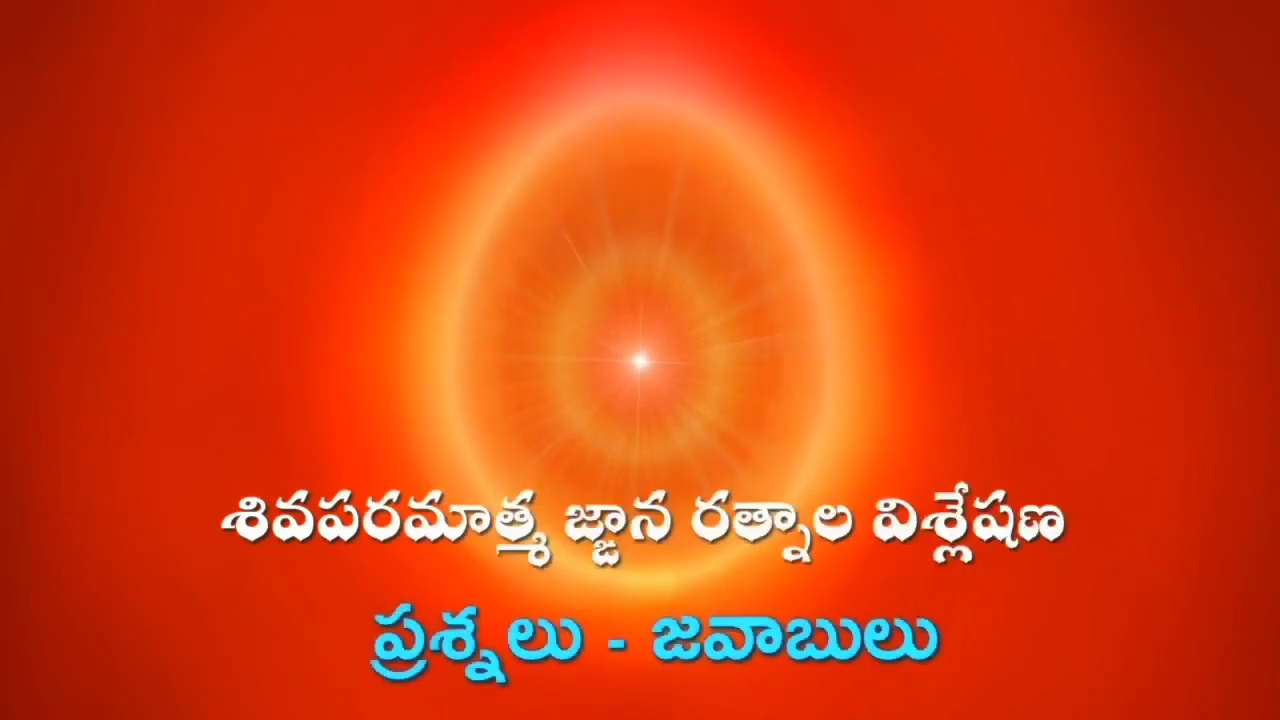 శివపరమాత్మ జ్ఞాన రత్నాల విశ్లేషణ
ప్రశ్నలు - జవాబులు